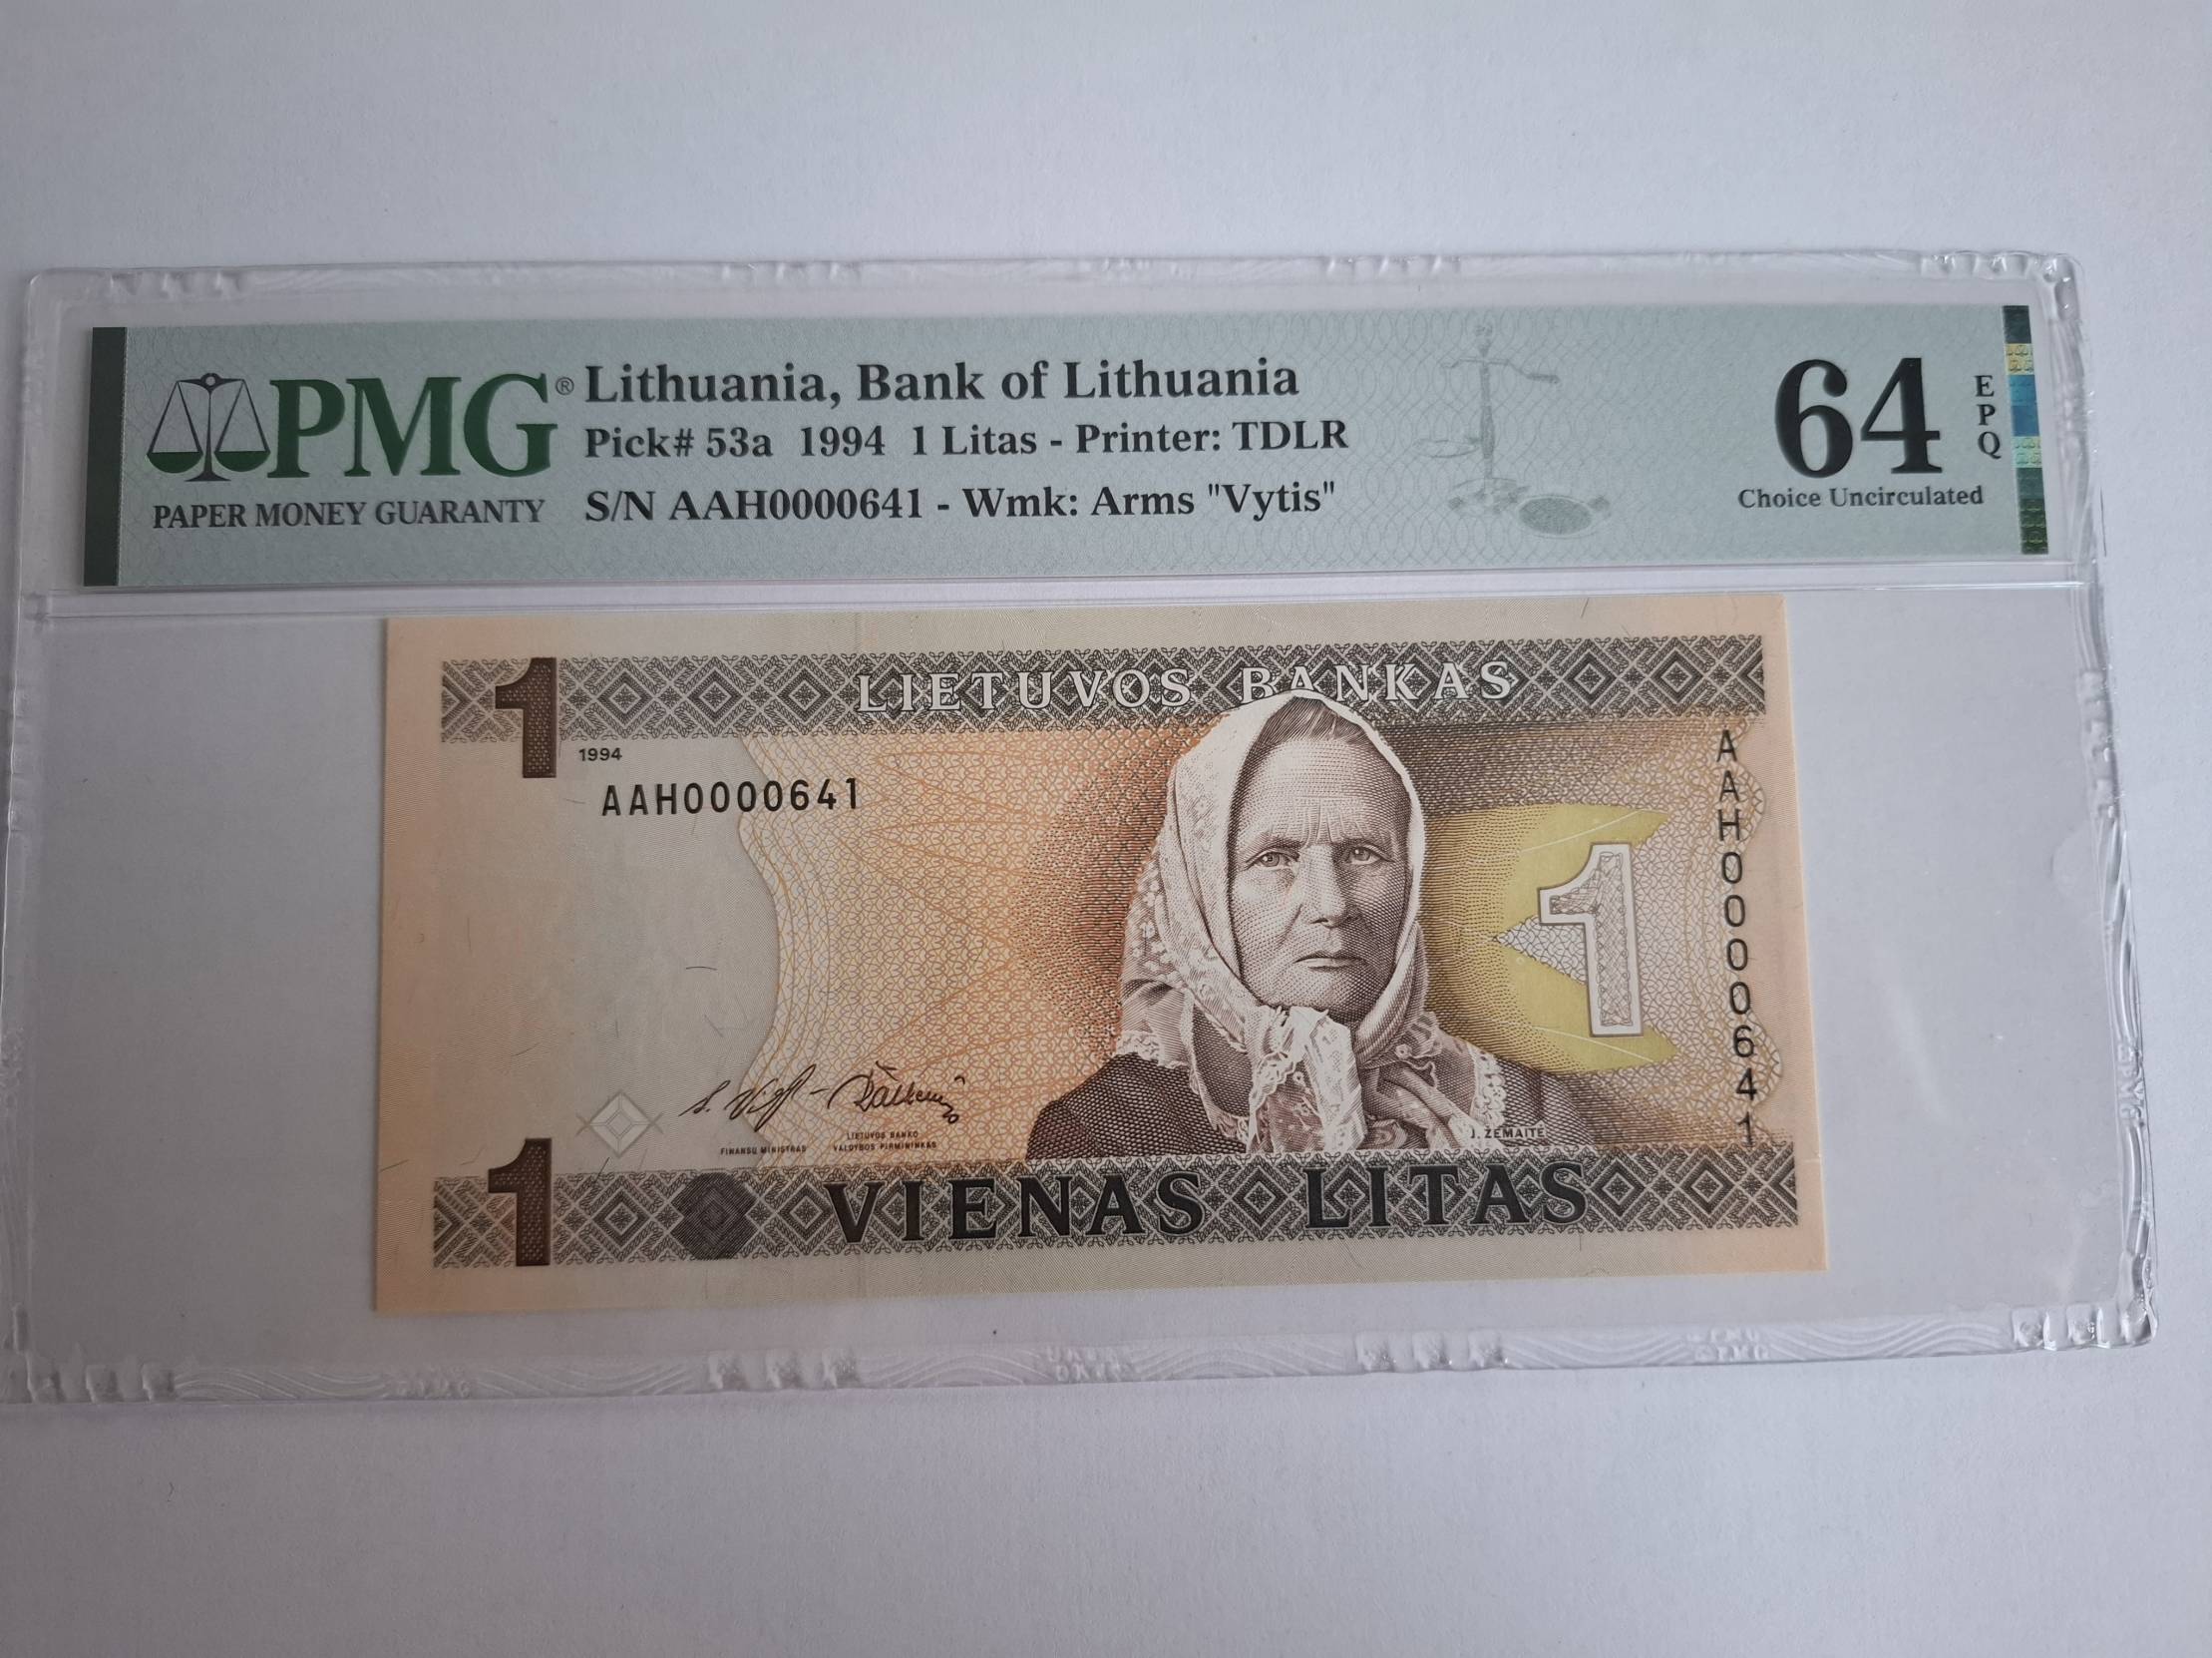 PMG®
PAPER MONEY GUARANTY
Lithuania, Bank of Lithuania
Pick# 53a 1994 1 Litas - Printer: TDLR
S/N AAH0000641 - Wmk: Arms "Vytis"
64
EPQ
Choice Uncirculated
1
LIETUVOS BANKAS
1994
AAH0000641
AAH0000641
1
FINANSŲ MINISTRAS
LIETUVOS BANKO
VALDYBOS PIRMININKAS
J. ŽEMAITĖ
1
VIENAS LITAS